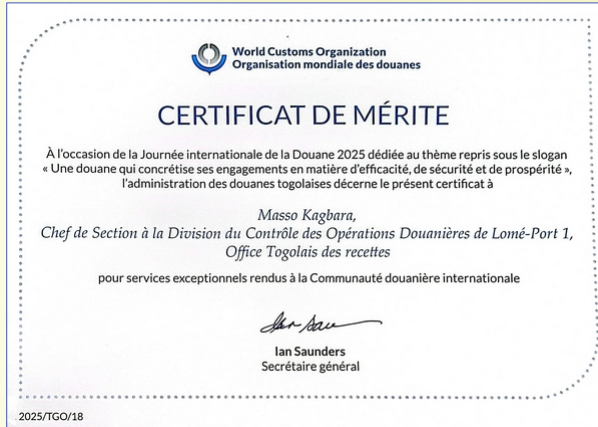 World Customs Organization
Organisation mondiale des douanes
CERTIFICAT DE MÉRITE
À l'occasion de la Journée internationale de la Douane 2025 dédiée au thème repris sous le slogan
« Une douane qui concrétise ses engagements en matière d'efficacité, de sécurité et de prospérité »,
l'administration des douanes togolaises décerne le présent certificat à
Masso Kagbara,
Chef de Section à la Division du Contrôle des Opérations Douanières de Lomé-Port 1,
Office Togolais des recettes
pour services exceptionnels rendus à la Communauté douanière internationale
Ian Saunders
Secrétaire général
2025/TGO/18